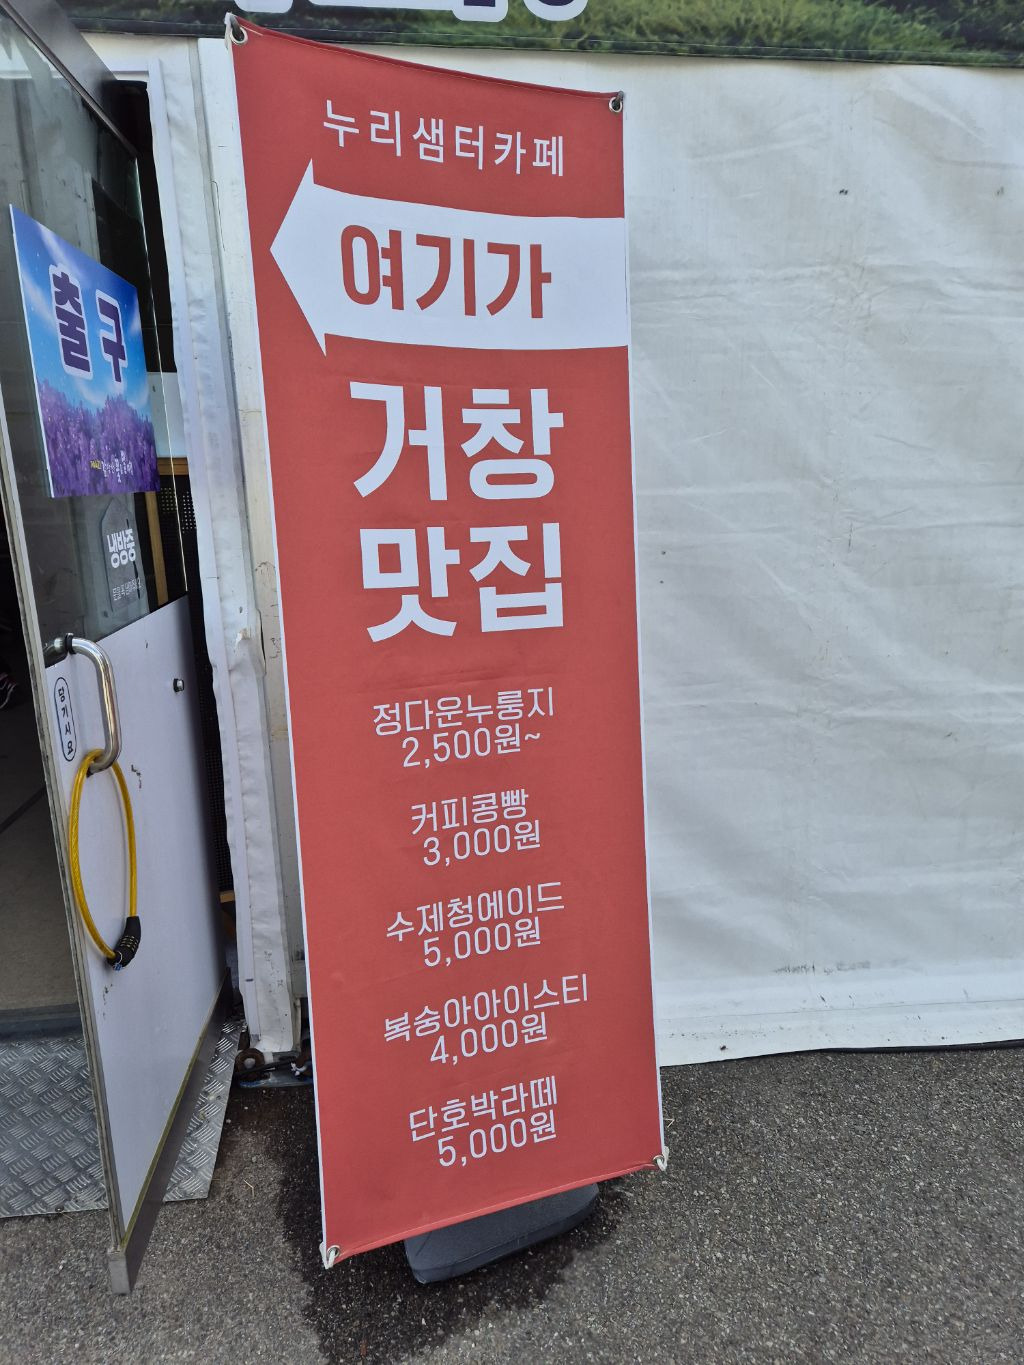 누리샘터카페
여기가
거창
맛집
정다운누룽지
2,500원~
커피콩빵
3,000원
수제청에이드
5,000원
복숭아아이스티
4,000원
단호박라떼
5,000원
출구
냉방중
당기시요